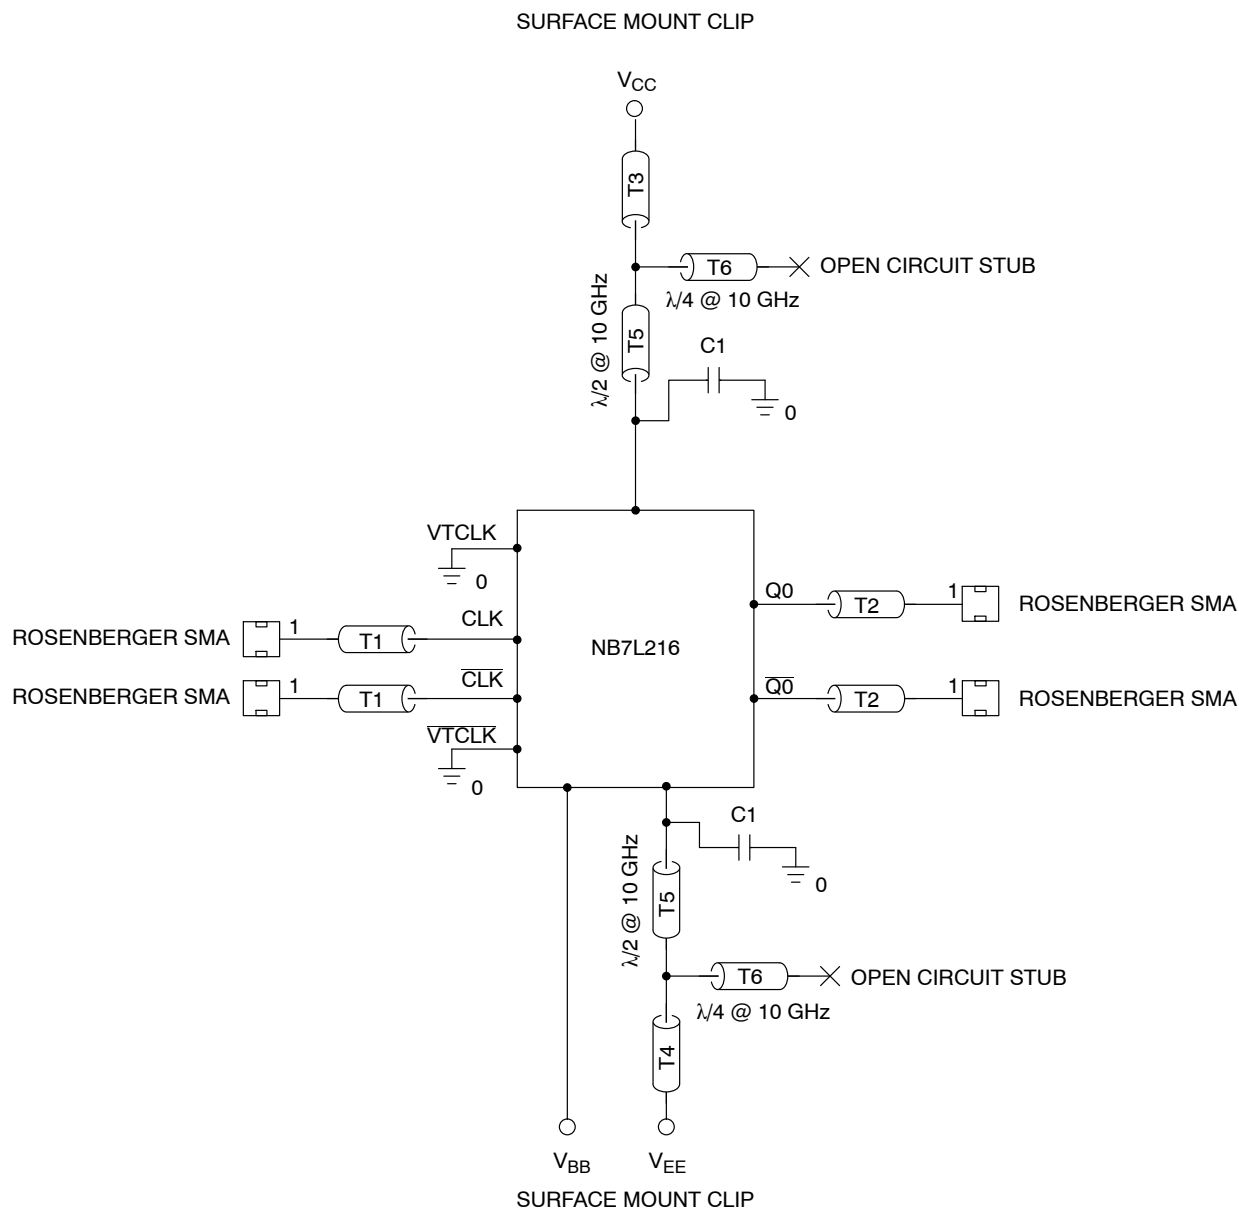 SURFACE MOUNT CLIP
VCC
T3
T6
OPEN CIRCUIT STUB
λ/4 @ 10 GHz
λ/2 @ 10 GHz
T5
C1
0
VTCLK
0
Q0
T2
1
ROSENBERGER SMA
ROSENBERGER SMA
1
T1
CLK
NB7L216
ROSENBERGER SMA
1
T1
C̅L̅K̅
Q̅0̅
T2
1
ROSENBERGER SMA
V̅T̅C̅L̅K̅
0
C1
0
λ/2 @ 10 GHz
T5
T6
OPEN CIRCUIT STUB
λ/4 @ 10 GHz
T4
VBB
VEE
SURFACE MOUNT CLIP